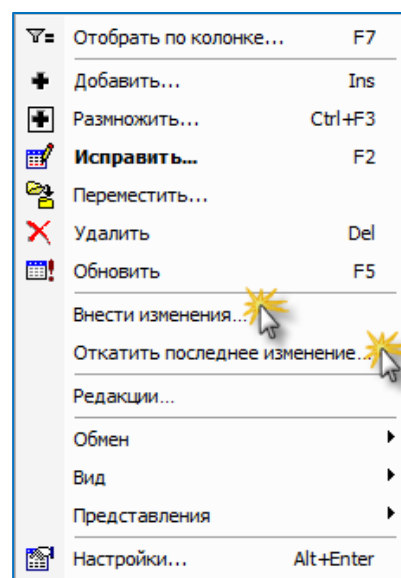 Отобрать по колонке... F7
Добавить... Ins
Размножить... Ctrl+F3
Исправить... F2
Переместить...
Удалить Del
Обновить F5
Внести изменения...
Откатить последнее изменение...
Редакции...
Обмен
Вид
Представления
Настройки... Alt+Enter